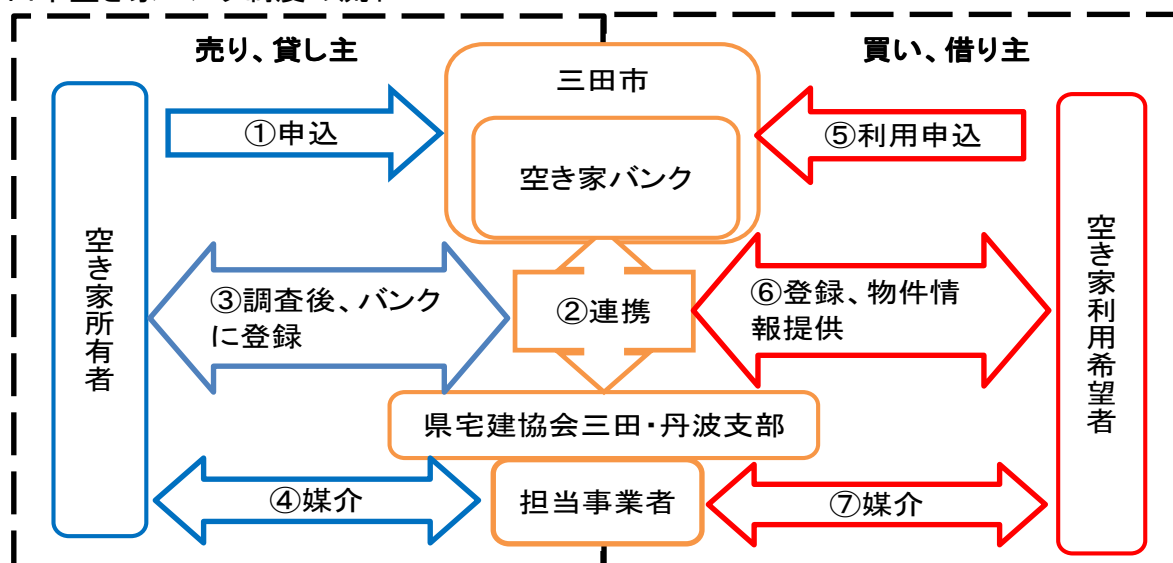 売り、貸し主
買い、借り主
三田市
①申込
⑤利用申込
空き家バンク
空き家所有者
空き家利用希望者
③調査後、バンク
に登録
②連携
⑥登録、物件情
報提供
県宅建協会三田・丹波支部
④媒介
担当事業者
⑦媒介